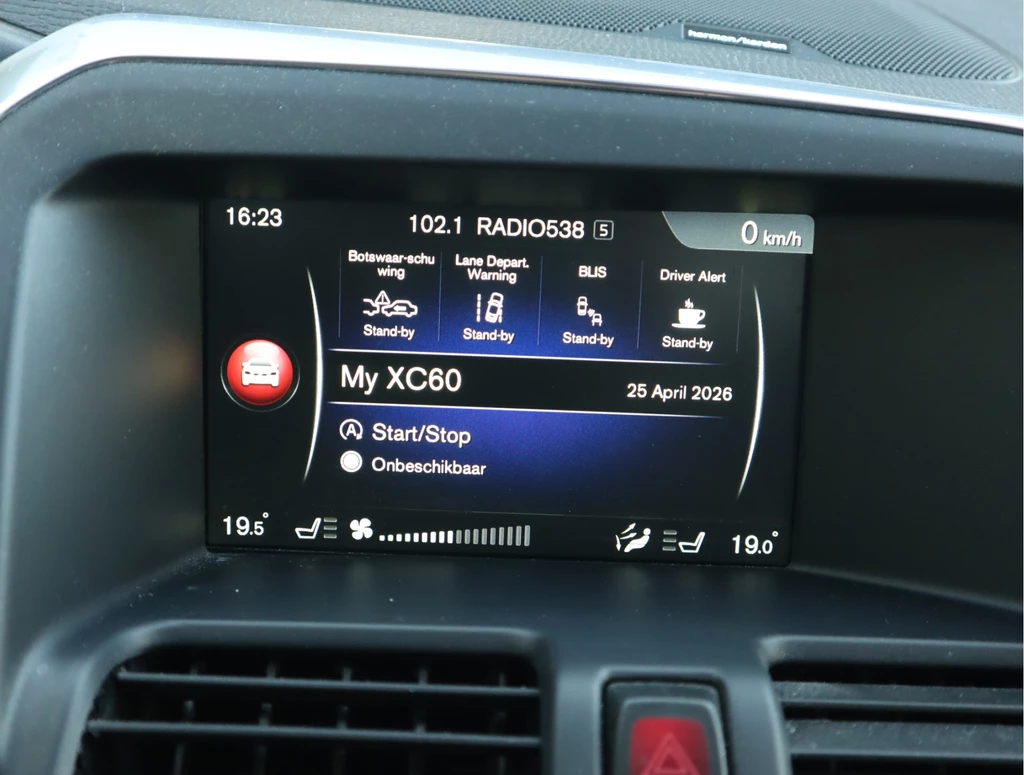 harman/kardon
16:23
102.1 RADIO538 5
0 km/h
Botswaar-schu
wing
Stand-by
Lane Depart.
Warning
Stand-by
BLIS
Stand-by
Driver Alert
Stand-by
My XC60
25 April 2026
A Start/Stop
Onbeschikbaar
19.5°
19.0°